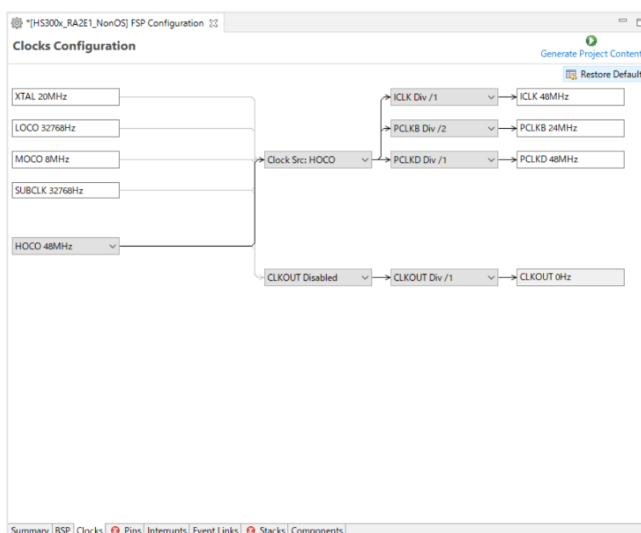 *[HS300x_RA2E1_NonOS] FSP Configuration
Clocks Configuration
Generate Project Content
Restore Default
XTAL 20MHz
ICLK Div /1
ICLK 48MHz
LOCO 32768Hz
PCLKB Div /2
PCLKB 24MHz
MOCO 8MHz
Clock Src: HOCO
PCLKD Div /1
PCLKD 48MHz
SUBCLK 32768Hz
HOCO 48MHz
CLKOUT Disabled
CLKOUT Div /1
CLKOUT 0Hz
Summary BSP Clocks Pins Interrupts Event Links Stacks Components